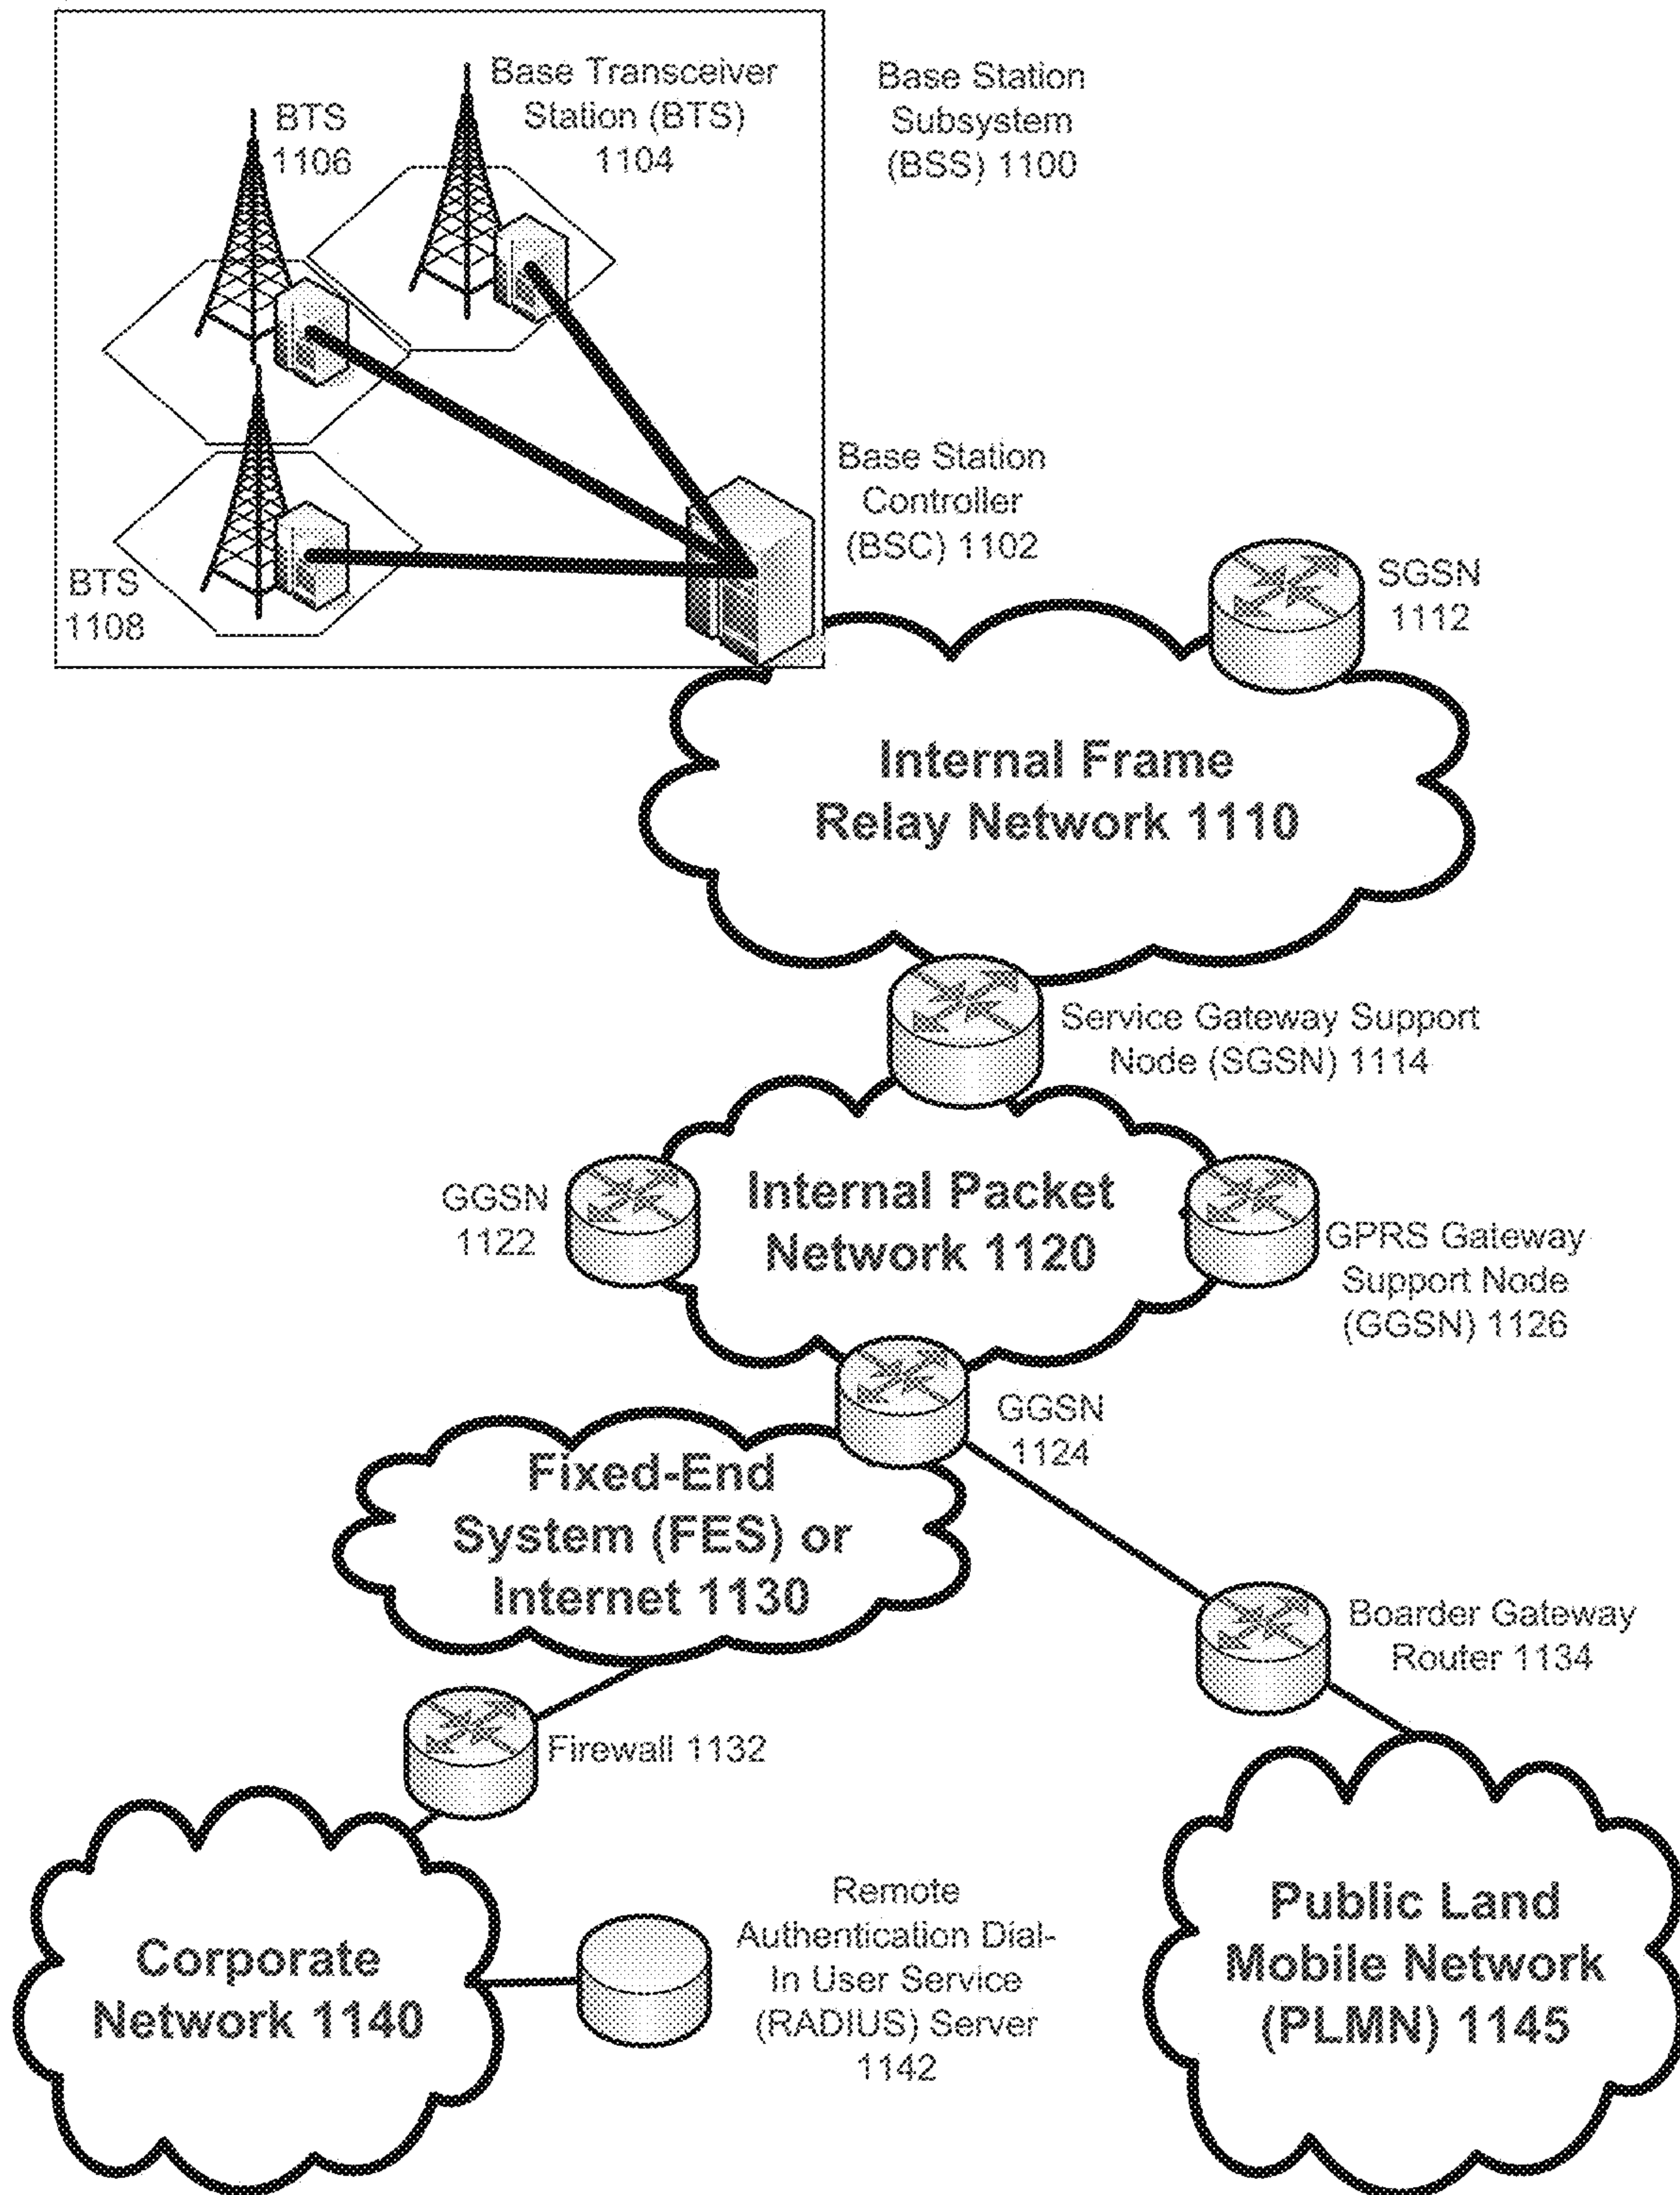 Base Transceiver
Station (BTS)
1104
BTS
1106
Base Station
Subsystem
(BSS) 1100
BTS
1108
Base Station
Controller
(BSC) 1102
SGSN
1112
Internal Frame
Relay Network 1110
Service Gateway Support
Node (SGSN) 1114
GGSN
1122
Internal Packet
Network 1120
GPRS Gateway
Support Node
(GGSN) 1126
GGSN
1124
Fixed-End
System (FES) or
Internet 1130
Boarder Gateway
Router 1134
Firewall 1132
Corporate
Network 1140
Remote
Authentication Dial-
In User Service
(RADIUS) Server
1142
Public Land
Mobile Network
(PLMN) 1145